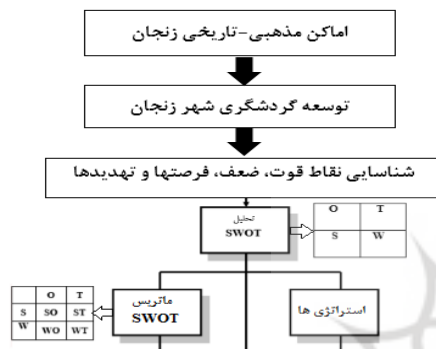 اماکن مذهبی-تاریخی زنجان
توسعه گردشگری شهر زنجان
شناسایی نقاط قوت، ضعف، فرصتها و تهدیدها
تحلیل
SWOT
O T
S W
ماتریس
SWOT
استراتژی ها
O T
S SO ST
W WO WT